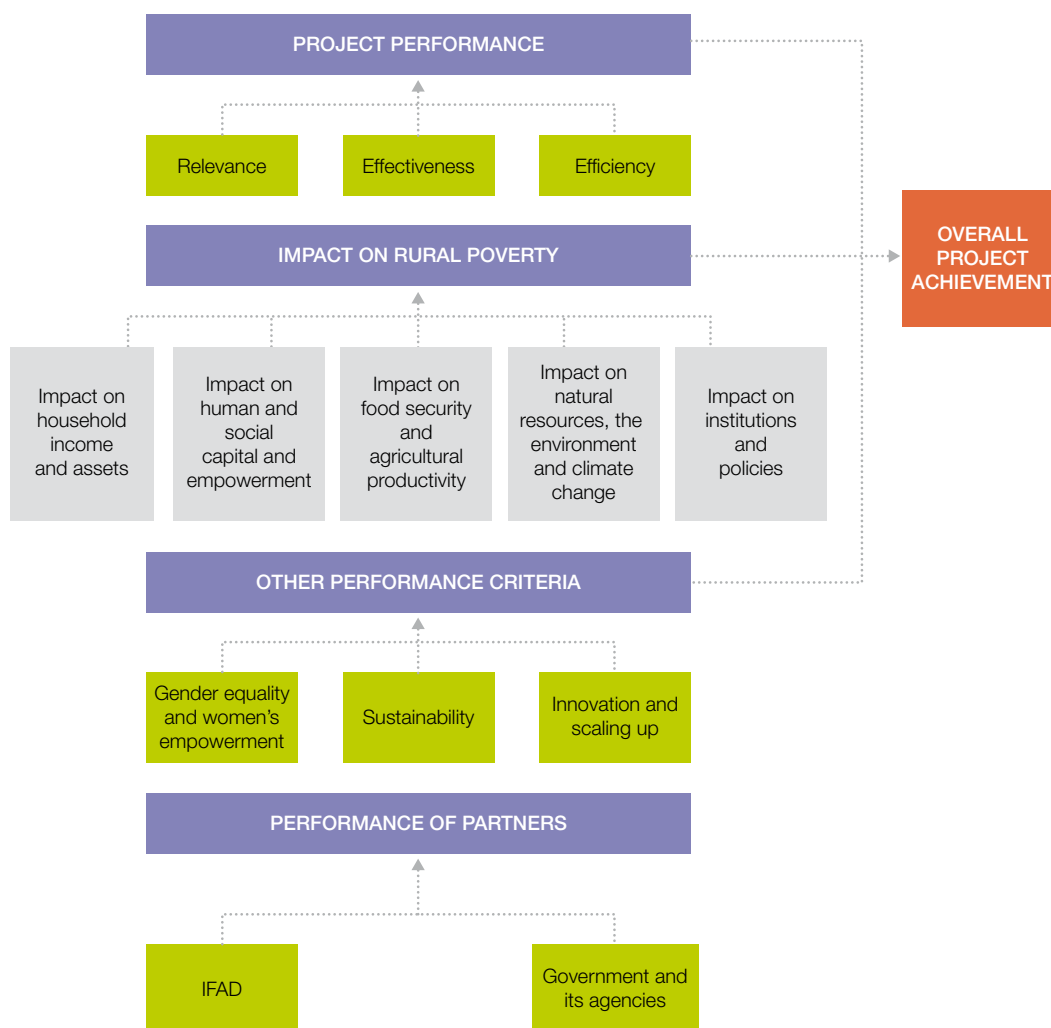 PROJECT PERFORMANCE
Relevance
Effectiveness
Efficiency
IMPACT ON RURAL POVERTY
OVERALL
PROJECT
ACHIEVEMENT
Impact on
household
income
and assets
Impact on
human and
social
capital and
empowerment
Impact on
food security
and
agricultural
productivity
Impact on
natural
resources, the
environment
and climate
change
Impact on
institutions
and
policies
OTHER PERFORMANCE CRITERIA
Gender equality
and women’s
empowerment
Sustainability
Innovation and
scaling up
PERFORMANCE OF PARTNERS
IFAD
Government and
its agencies